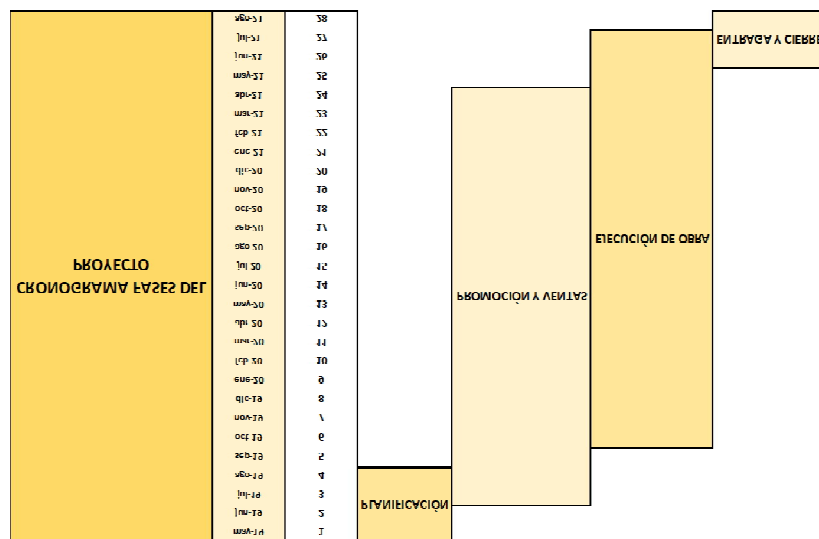 CRONOGRAMA FASES DEL
PROYECTO
may-19 1
jun-19 2
jul-19 3
ago-19 4
sep-19 5
oct-19 6
nov-19 7
dic-19 8
ene-20 9
feb-20 10
mar-20 11
abr-20 12
may-20 13
jun-20 14
jul-20 15
ago-20 16
sep-20 17
oct-20 18
nov-20 19
dic-20 20
ene-21 21
feb-21 22
mar-21 23
abr-21 24
may-21 25
jun-21 26
jul-21 27
ago-21 28
PLANIFICACIÓN
PROMOCIÓN Y VENTAS
EJECUCIÓN DE OBRA
ENTRAGA Y CIERRE